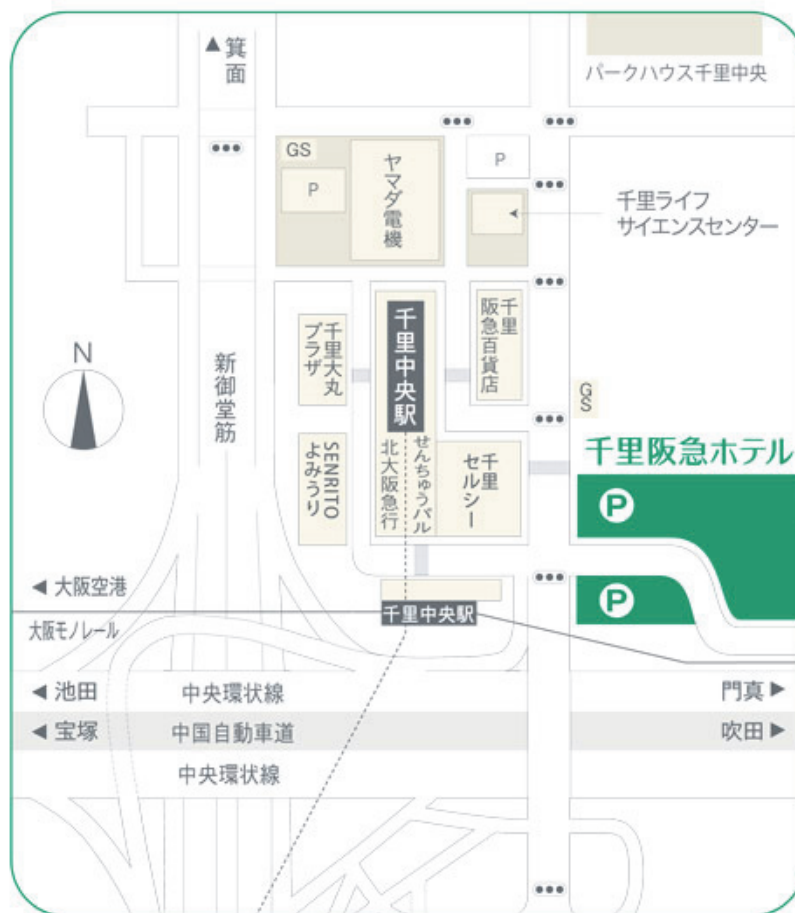 ▲箕面
パークハウス千里中央
GS
P
ヤマダ電機
P
千里ライフ
サイエンスセンター
N
新御堂筋
千里大丸
プラザ
千里中央駅
千里
阪急百貨店
GS
SENRITO
よみうり
北大阪急行
せんちゅうパル
千里
セルシー
千里阪急ホテル
P
P
◀ 大阪空港
千里中央駅
大阪モノレール
◀ 池田
中央環状線
門真 ▶
◀ 宝塚
中国自動車道
吹田 ▶
中央環状線